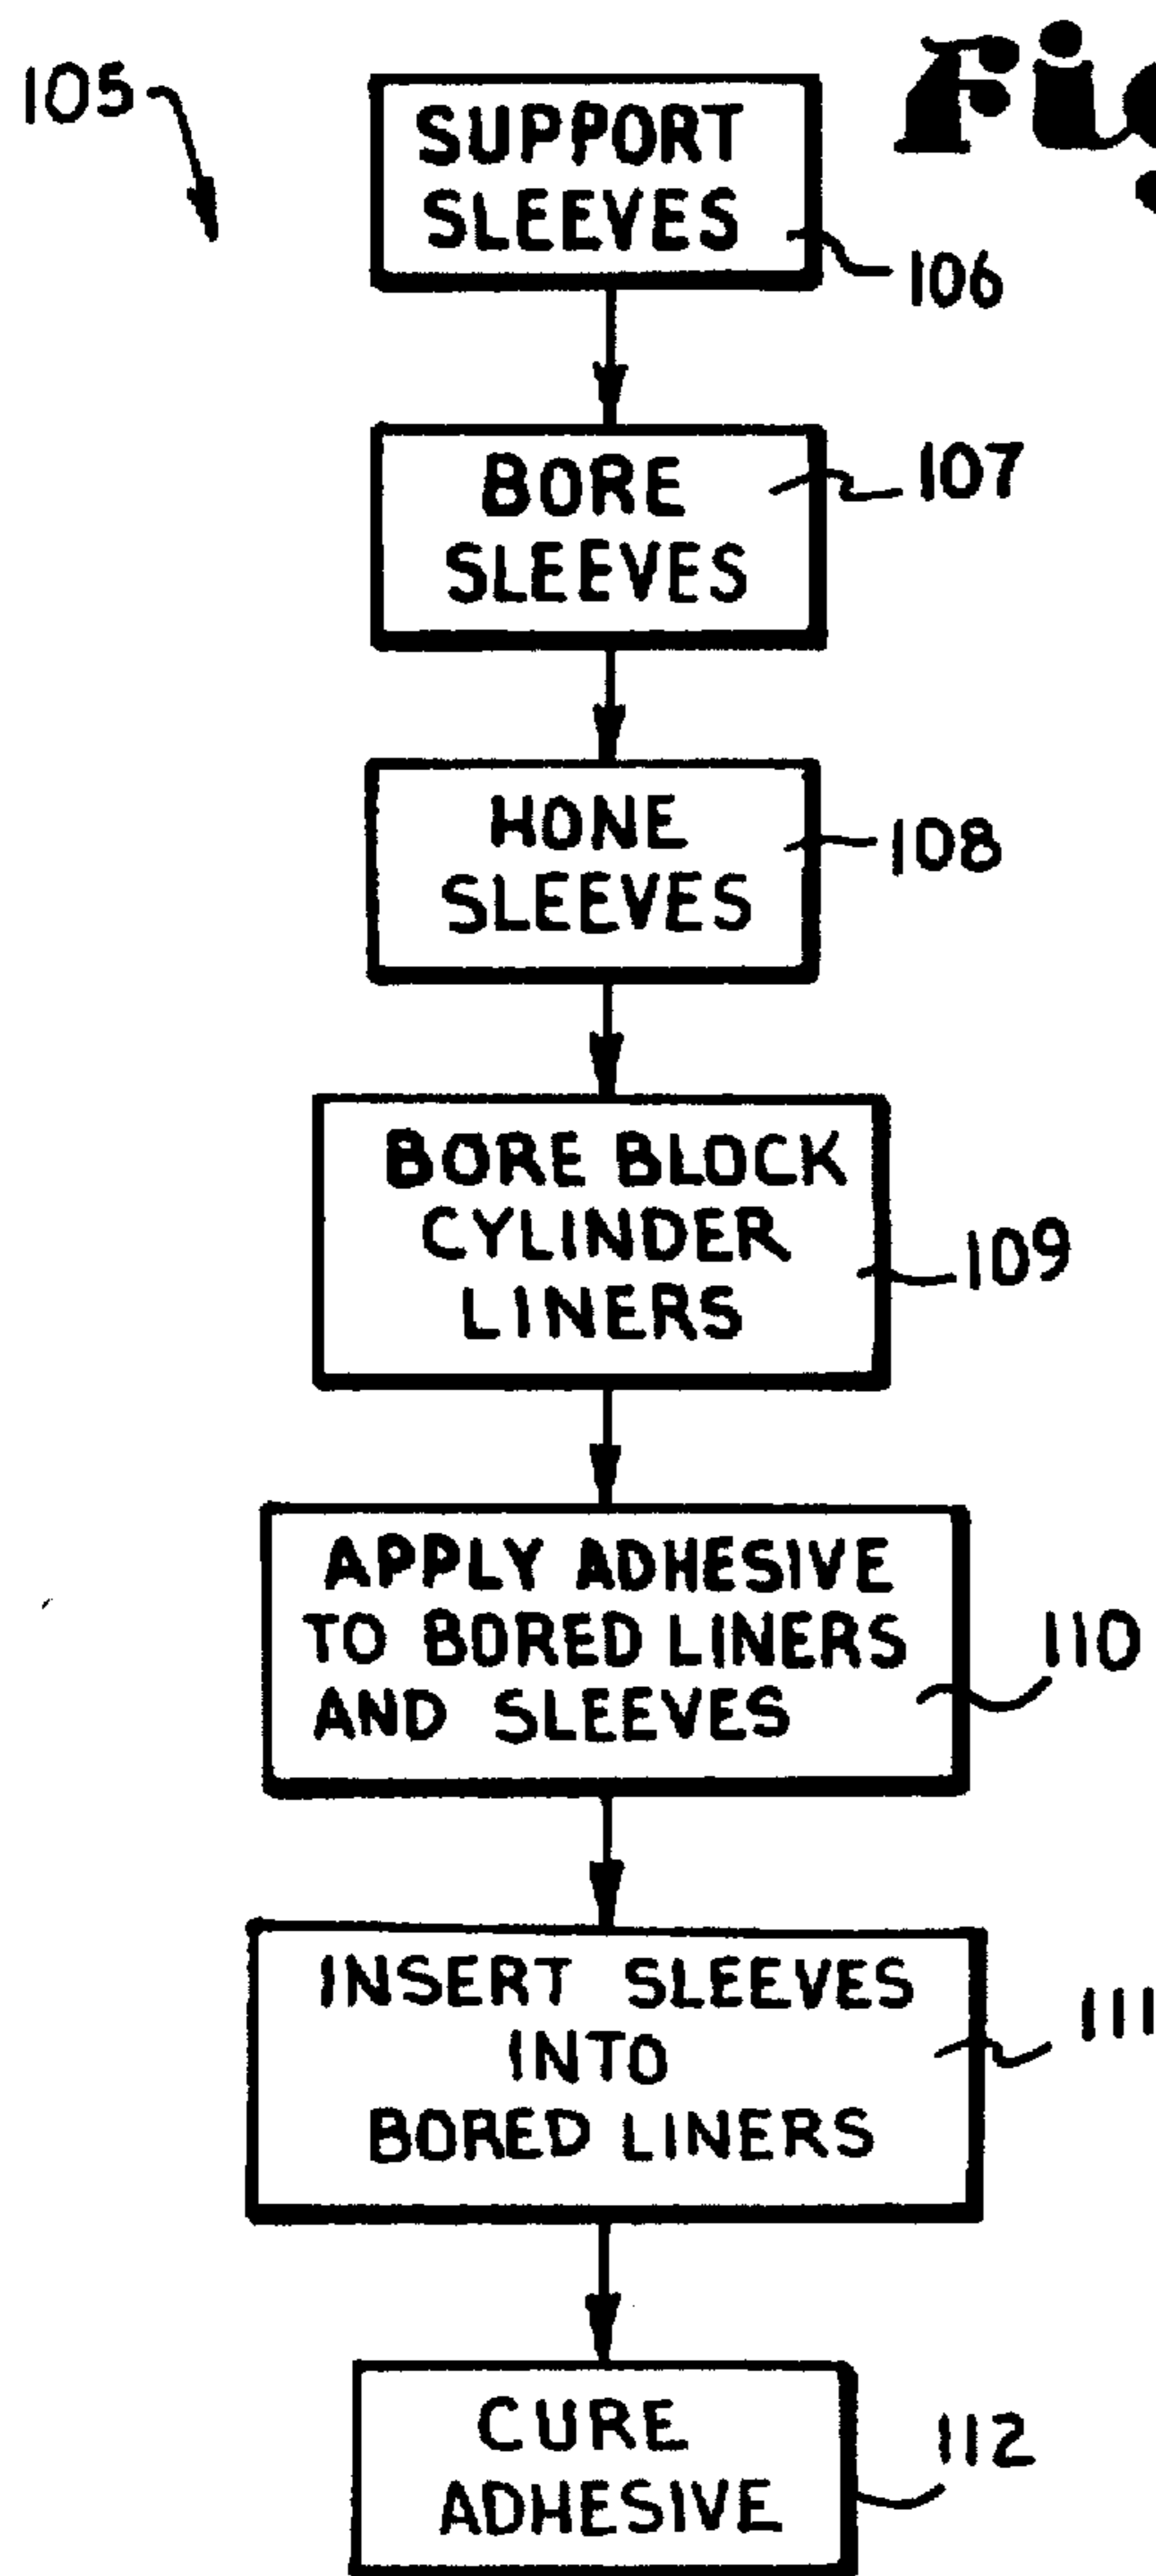 105
SUPPORT
SLEEVES
106
BORE
SLEEVES
107
HONE
SLEEVES
108
BORE BLOCK
CYLINDER
LINERS
109
APPLY ADHESIVE
TO BORED LINERS
AND SLEEVES
110
INSERT SLEEVES
INTO
BORED LINERS
111
CURE
ADHESIVE
112